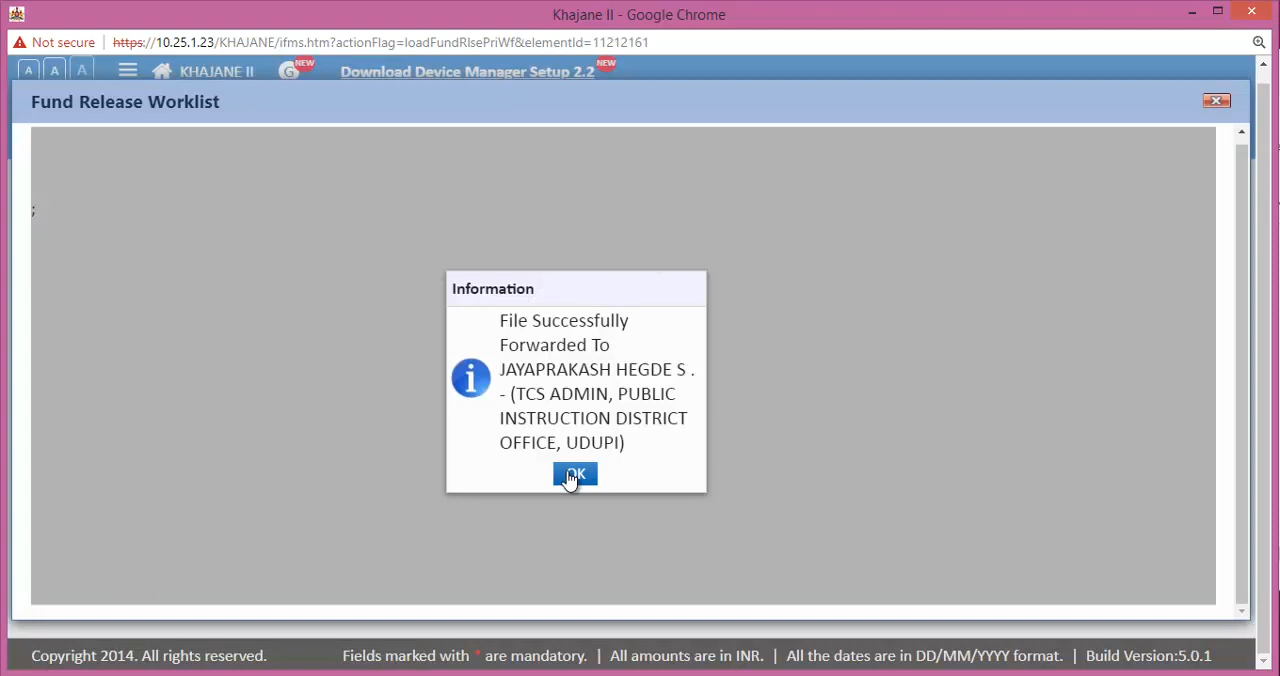 Khajane II - Google Chrome
Not secure https://10.25.1.23/KHAJANE/ifms.htm?actionFlag=loadFundRlsePriWf&elementId=11212161
A A A KHAJANE II G NEW Download Device Manager Setup 2.2 NEW
Fund Release Worklist
;
Information
File Successfully
Forwarded To
JAYAPRAKASH HEGDE S .
- (TCS ADMIN, PUBLIC
INSTRUCTION DISTRICT
OFFICE, UDUPI)
OK
Copyright 2014. All rights reserved. Fields marked with * are mandatory. | All amounts are in INR. | All the dates are in DD/MM/YYYY format. | Build Version:5.0.1